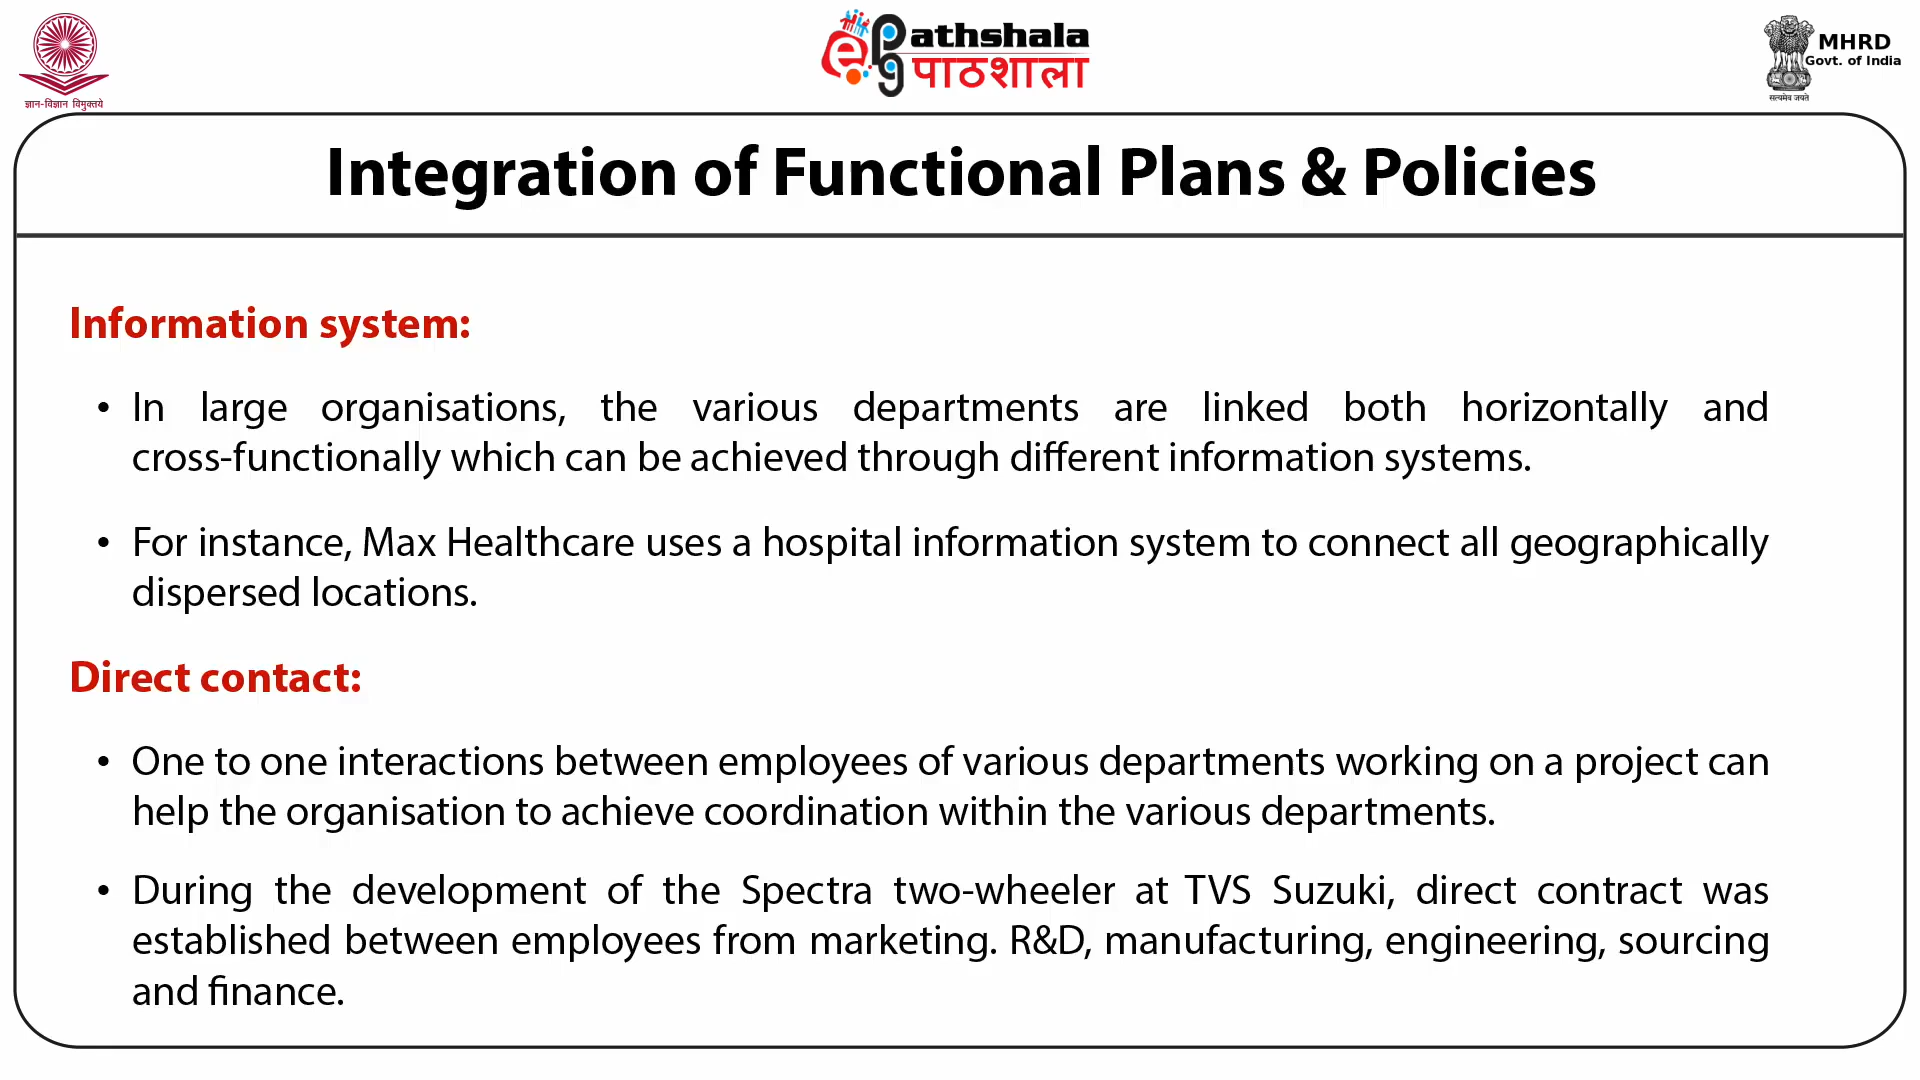 ज्ञान-विज्ञान विमुक्तये
ePathshala
पाठशाला
MHRD
Govt. of India
सत्यमेव जयते
Integration of Functional Plans & Policies
Information system:
• In large organisations, the various departments are linked both horizontally and
cross-functionally which can be achieved through different information systems.
• For instance, Max Healthcare uses a hospital information system to connect all geographically
dispersed locations.
Direct contact:
• One to one interactions between employees of various departments working on a project can
help the organisation to achieve coordination within the various departments.
• During the development of the Spectra two-wheeler at TVS Suzuki, direct contract was
established between employees from marketing. R&D, manufacturing, engineering, sourcing
and finance.